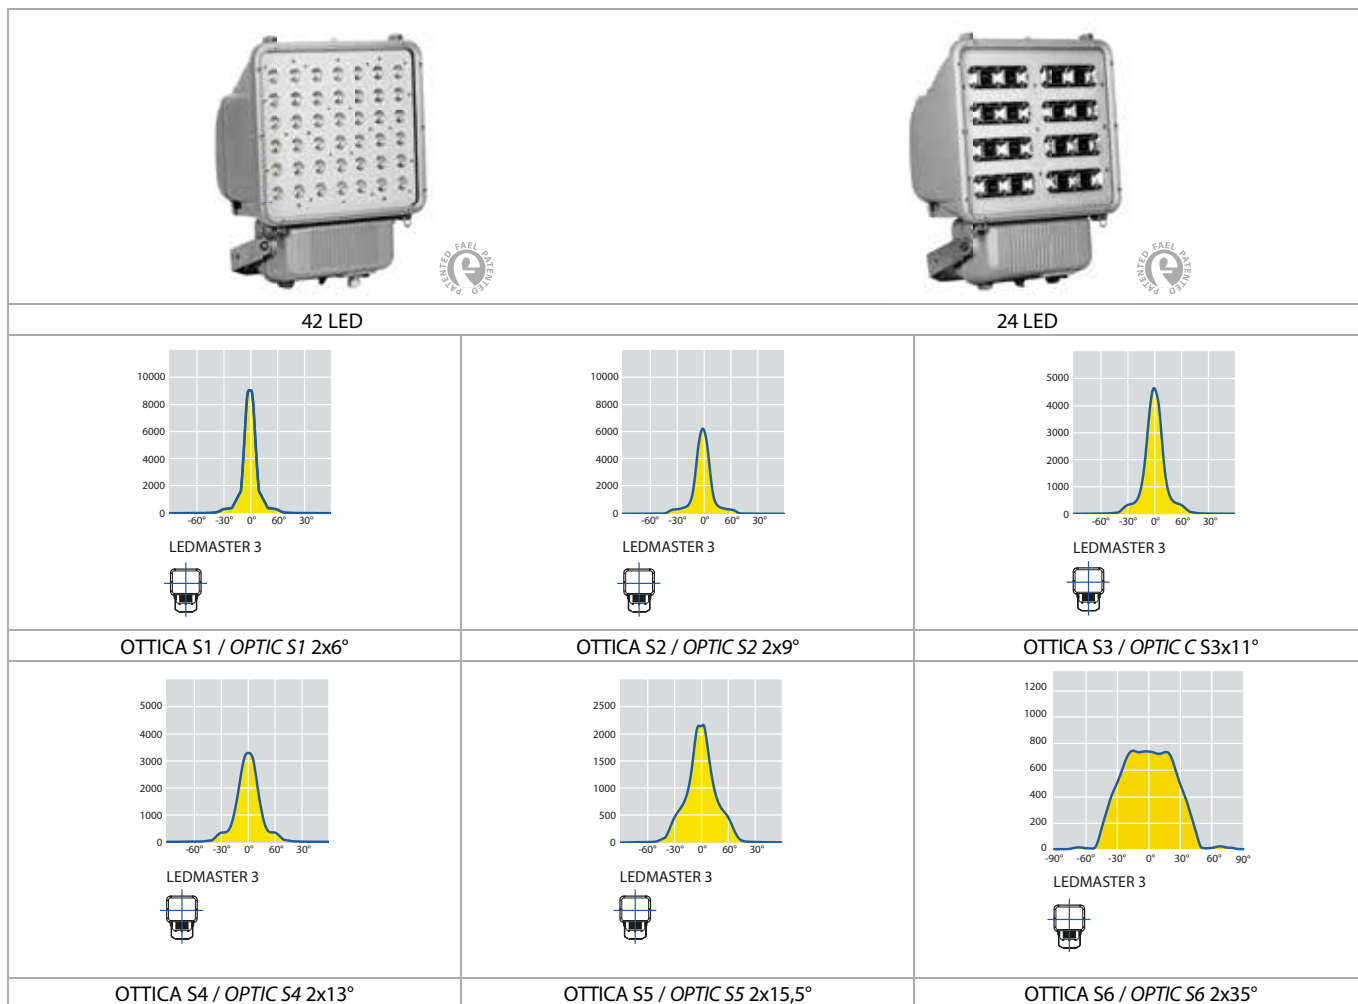 PATENTED FAEL PATENTED
PATENTED FAEL PATENTED
42 LED
24 LED
10000
8000
6000
4000
2000
0
-60° -30° 0° 60° 30°
LEDMASTER 3
10000
8000
6000
4000
2000
0
-60° -30° 0° 60° 30°
LEDMASTER 3
5000
4000
3000
2000
1000
0
-60° -30° 0° 60° 30°
LEDMASTER 3
OTTICA S1 / OPTIC S1 2x6°
OTTICA S2 / OPTIC S2 2x9°
OTTICA S3 / OPTIC C S3x11°
5000
4000
3000
2000
1000
0
-60° -30° 0° 60° 30°
LEDMASTER 3
2500
2000
1500
1000
500
0
-60° -30° 0° 60° 30°
LEDMASTER 3
1200
1000
800
600
400
200
0
-90° -60° -30° 0° 30° 60° 90°
LEDMASTER 3
OTTICA S4 / OPTIC S4 2x13°
OTTICA S5 / OPTIC S5 2x15,5°
OTTICA S6 / OPTIC S6 2x35°